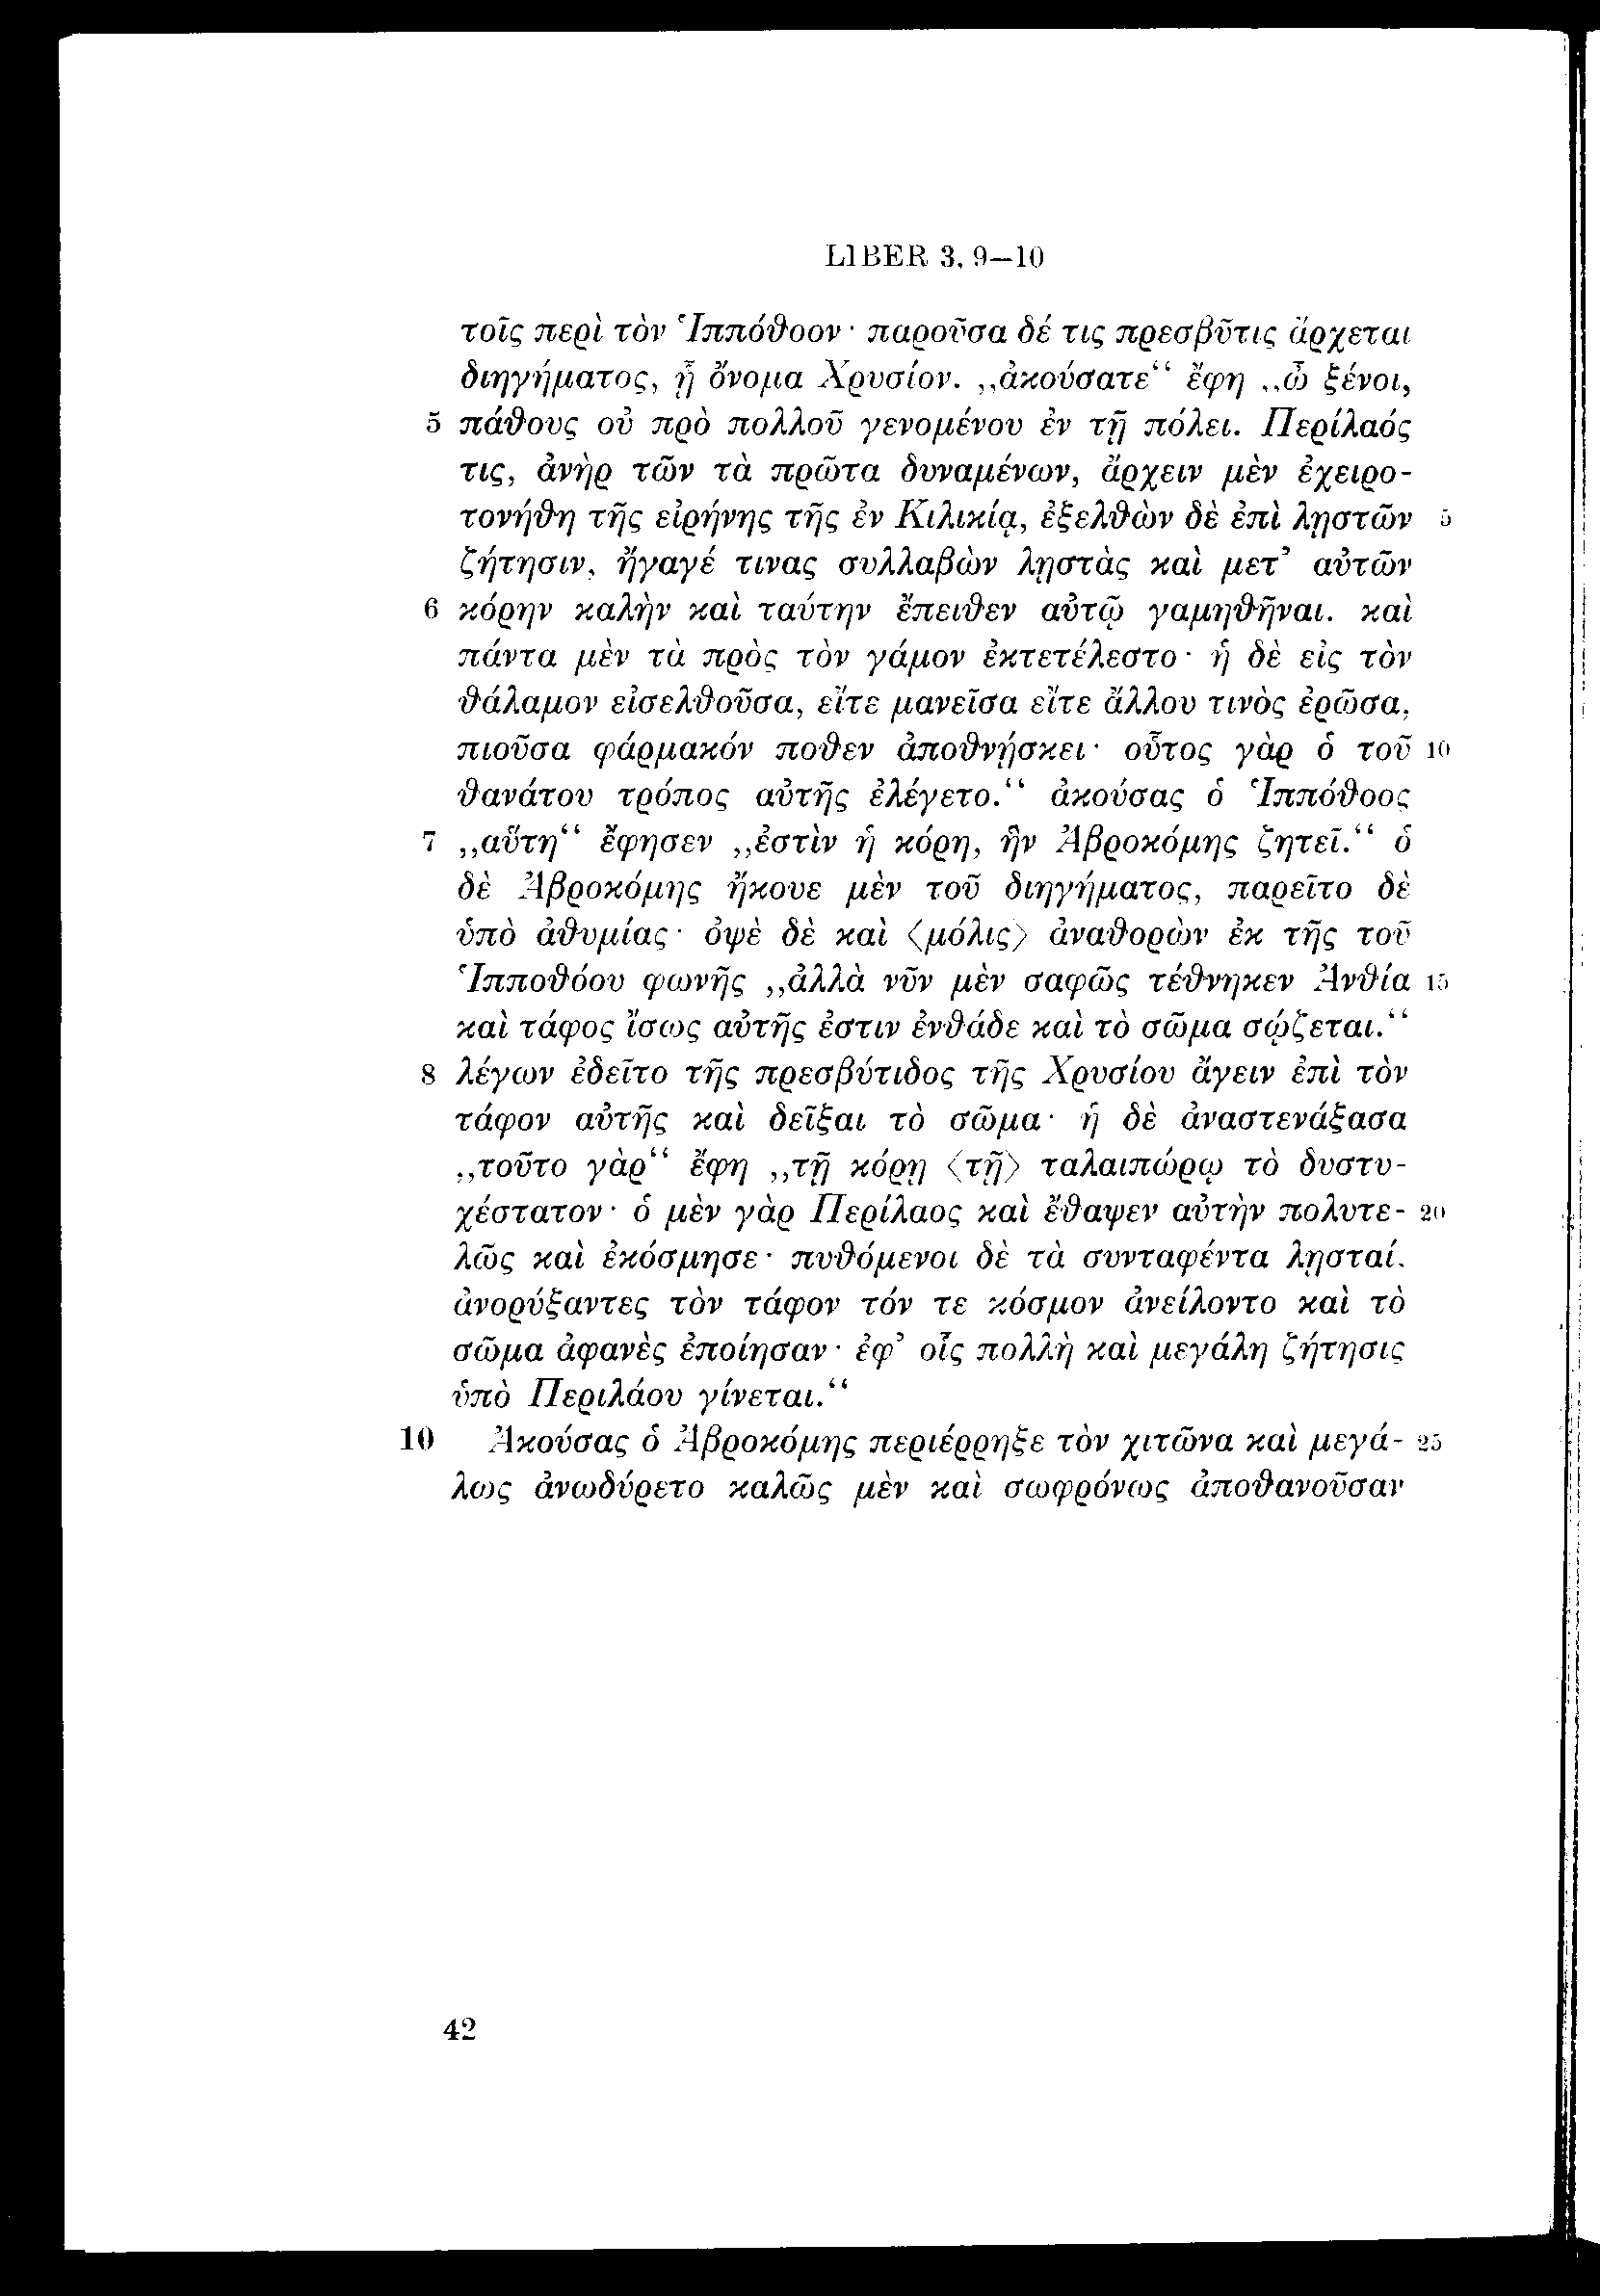 LIBER 3, 9—10
τοῖς περὶ τὸν Ἱππόθοον· παροῦσα δέ τις πρεσβῦτις ἄρχεται
διηγήματος, ᾗ ὄνομα Χρυσίον. „ἀκούσατε“ ἔφη „ὦ ξένοι,
5 πάθους οὐ πρὸ πολλοῦ γενομένου ἐν τῇ πόλει. Περίλαός
τις, ἀνὴρ τῶν τὰ πρῶτα δυναμένων, ἄρχειν μὲν ἐχειρο-
τονήθη τῆς εἰρήνης τῆς ἐν Κιλικίᾳ, ἐξελθὼν δὲ ἐπὶ λῃστῶν 5
ζήτησιν, ἤγαγέ τινας συλλαβὼν λῃστὰς καὶ μετ’ αὐτῶν
6 κόρην καλὴν καὶ ταύτην ἔπειθεν αὐτῷ γαμηθῆναι. καὶ
πάντα μὲν τὰ πρὸς τὸν γάμον ἐκτετέλεστο· ἡ δὲ εἰς τὸν
θάλαμον εἰσελθοῦσα, εἴτε μανεῖσα εἴτε ἄλλου τινὸς ἐρῶσα,
πιοῦσα φάρμακόν ποθεν ἀποθνῄσκει· οὗτος γὰρ ὁ τοῦ 10
θανάτου τρόπος αὐτῆς ἐλέγετο.“ ἀκούσας ὁ Ἱππόθοος
7 „αὕτη“ ἔφησεν „ἐστὶν ἡ κόρη, ἣν Ἁβροκόμης ζητεῖ.“ ὁ
δὲ Ἁβροκόμης ἤκουε μὲν τοῦ διηγήματος, παρεῖτο δὲ
ὑπὸ ἀθυμίας· ὀψὲ δὲ καὶ ⟨μόλις⟩ ἀναθορὼν ἐκ τῆς τοῦ
Ἱπποθόου φωνῆς „ἀλλὰ νῦν μὲν σαφῶς τέθνηκεν Ἀνθία 15
καὶ τάφος ἴσως αὐτῆς ἐστιν ἐνθάδε καὶ τὸ σῶμα σῴζεται.“
8 λέγων ἐδεῖτο τῆς πρεσβύτιδος τῆς Χρυσίου ἄγειν ἐπὶ τὸν
τάφον αὐτῆς καὶ δεῖξαι τὸ σῶμα· ἡ δὲ ἀναστενάξασα
„τοῦτο γὰρ“ ἔφη „τῇ κόρῃ ⟨τῇ⟩ ταλαιπώρῳ τὸ δυστυ-
χέστατον· ὁ μὲν γὰρ Περίλαος καὶ ἔθαψεν αὐτὴν πολυτε- 20
λῶς καὶ ἐκόσμησε· πυθόμενοι δὲ τὰ συνταφέντα λῃσταί,
ἀνορύξαντες τὸν τάφον τόν τε κόσμον ἀνείλοντο καὶ τὸ
σῶμα ἀφανὲς ἐποίησαν· ἐφ’ οἷς πολλὴ καὶ μεγάλη ζήτησις
ὑπὸ Περιλάου γίνεται.“
10 Ἀκούσας ὁ Ἁβροκόμης περιέρρηξε τὸν χιτῶνα καὶ μεγά- 25
λως ἀνωδύρετο καλῶς μὲν καὶ σωφρόνως ἀποθανοῦσαν
42